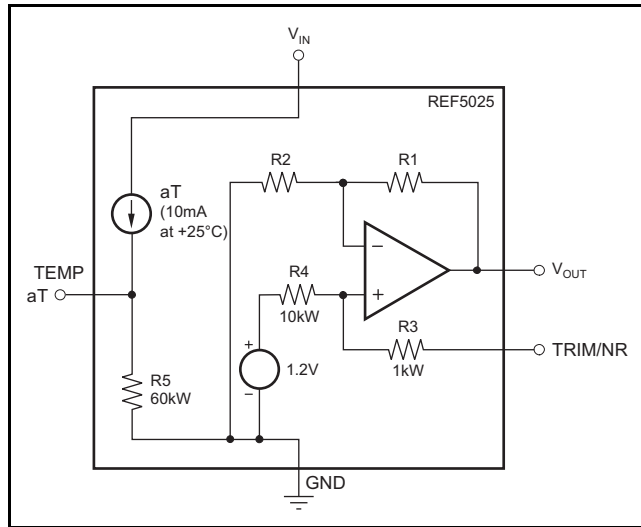 V_IN
REF5025
R2
R1
aT
(10mA
at +25°C)
TEMP
aT
−
+
V_OUT
R4
10kW
R3
1kW
TRIM/NR
+
1.2V
−
R5
60kW
GND